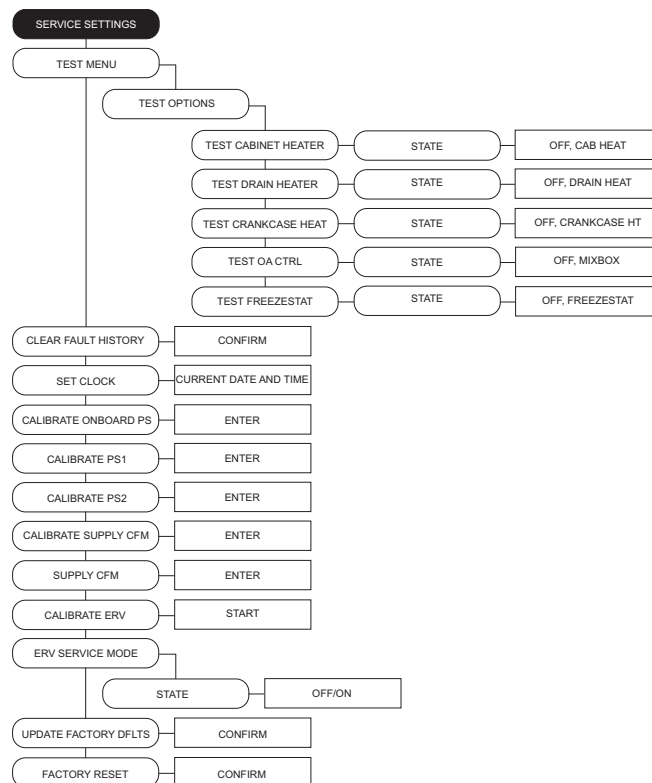 SERVICE SETTINGS
TEST MENU
TEST OPTIONS
TEST CABINET HEATER STATE OFF, CAB HEAT
TEST DRAIN HEATER STATE OFF, DRAIN HEAT
TEST CRANKCASE HEAT STATE OFF, CRANKCASE HT
TEST OA CTRL STATE OFF, MIXBOX
TEST FREEZESTAT STATE OFF, FREEZESTAT
CLEAR FAULT HISTORY CONFIRM
SET CLOCK CURRENT DATE AND TIME
CALIBRATE ONBOARD PS ENTER
CALIBRATE PS1 ENTER
CALIBRATE PS2 ENTER
CALIBRATE SUPPLY CFM ENTER
SUPPLY CFM ENTER
CALIBRATE ERV START
ERV SERVICE MODE
STATE OFF/ON
UPDATE FACTORY DFLTS CONFIRM
FACTORY RESET CONFIRM